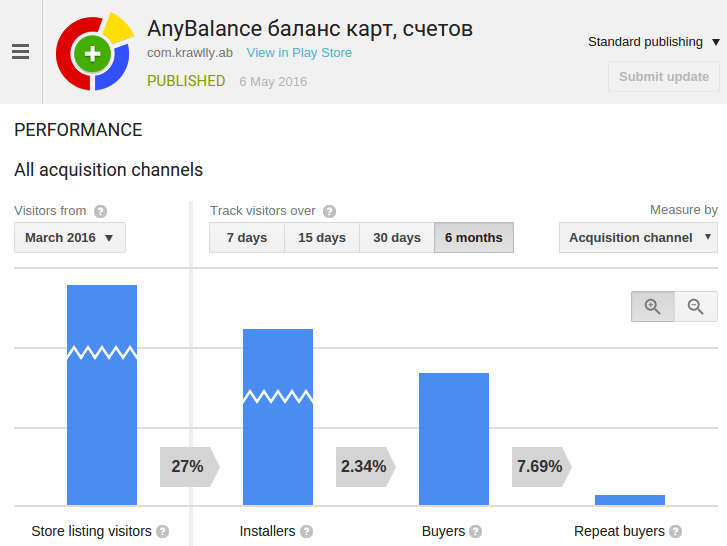 AnyBalance баланс карт, счетов
com.krawlly.ab View in Play Store
PUBLISHED 6 May 2016
Standard publishing
Submit update
PERFORMANCE
All acquisition channels
Visitors from ?
March 2016
Track visitors over ?
7 days 15 days 30 days 6 months
Measure by
Acquisition channel
27% 2.34% 7.69%
Store listing visitors ? Installers ? Buyers ? Repeat buyers ?